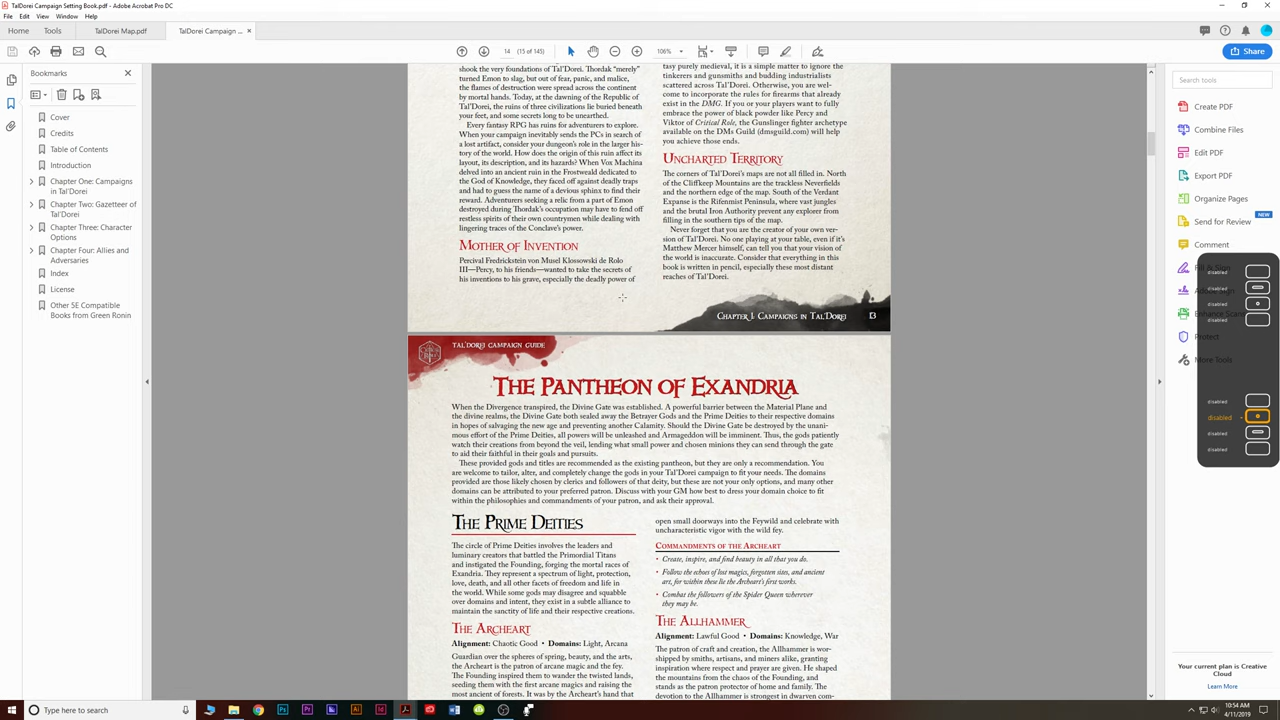 TalDorei Campaign Setting Book.pdf - Adobe Acrobat Pro DC
File Edit View Window Help
Home Tools TalDorei Map.pdf TalDorei Campaign ... ×
14 (15 of 145) 106% Share
Bookmarks
Cover
Credits
Table of Contents
Introduction
Chapter One: Campaigns
in Tal'Dorei
Chapter Two: Gazetteer of
Tal'Dorei
Chapter Three: Character
Options
Chapter Four: Allies and
Adversaries
Index
License
Other 5E Compatible
Books from Green Ronin
shook the very foundations of Tal'Dorei. Thordak "merely"
turned Emon to slag, but out of fear, panic, and malice,
the flames of destruction were spread across the continent
by mortal hands. Today, at the dawning of the Republic of
Tal'Dorei, the ruins of three civilizations lie buried beneath
your feet, and some secrets long to be unearthed.
Every fantasy RPG has ruins for adventurers to explore.
When your campaign inevitably sends the PCs in search of
a lost artifact, consider your dungeon's role in the larger his-
tory of the world. How does the origin of this ruin affect its
layout, its description, and its hazards? When Vox Machina
delved into an ancient ruin in the Frostweald dedicated to
the God of Knowledge, they faced off against deadly traps
and had to guess the name of a devious sphinx to find their
reward. Adventurers seeking a relic from a part of Emon
destroyed during Thordak's occupation may have to fend off
restless spirits of their own countrymen while dealing with
lingering traces of the Conclave's power.
Mother of Invention
Percival Fredrickstein von Musel Klossowski de Rolo
III—Percy, to his friends—wanted to take the secrets of
his inventions to his grave, especially the deadly power of
tasy purely medieval, it is a simple matter to ignore the
tinkerers and gunsmiths and budding industrialists
scattered across Tal'Dorei. Otherwise, you are wel-
come to incorporate the rules for firearms that already
exist in the DMG. If you or your players want to fully
embrace the power of black powder like Percy and
Viktor of Critical Role, the Gunslinger fighter archetype
available on the DMs Guild (dmsguild.com) will help
you achieve those ends.
Uncharted Territory
The corners of Tal'Dorei's maps are not all filled in. North
of the Cliffkeep Mountains are the trackless Neverfields
and the northern edge of the map. South of the Verdant
Expanse is the Rifenmist Peninsula, where vast jungles
and the brutal Iron Authority prevent any explorer from
filling in the southern tips of the map.
Never forget that you are the creator of your own ver-
sion of Tal'Dorei. No one playing at your table, even if it's
Matthew Mercer himself, can tell you that your vision of
the world is inaccurate. Consider that everything in this
book is written in pencil, especially these most distant
reaches of Tal'Dorei.
Chapter 1: Campaigns in Tal'Dorei 13
Tal'Dorei Campaign Guide
The Pantheon of Exandria
When the Divergence transpired, the Divine Gate was established. A powerful barrier between the Material Plane and
the divine realms, the Divine Gate both sealed away the Betrayer Gods and the Prime Deities to their respective domains
in hopes of salvaging the new age and preventing another Calamity. Should the Divine Gate be destroyed by the unani-
mous effort of the Prime Deities, all powers will be unleashed and Armageddon will be imminent. Thus, the gods patiently
watch their creations from beyond the veil, lending what small power and chosen minions they can send through the gate
to aid their faithful in their goals and pursuits.
These provided gods and titles are recommended as the existing pantheon, but they are only a recommendation. You
are welcome to tailor, alter, and completely change the gods in your Tal'Dorei campaign to fit your needs. The domains
provided are those likely chosen by clerics and followers of that deity, but these are not your only options, and many other
domains can be attributed to your preferred patron. Discuss with your GM how best to dress your domain choice to fit
within the philosophies and commandments of your patron, and ask their approval.
The Prime Deities
The circle of Prime Deities involves the leaders and
luminary creators that battled the Primordial Titans
and instigated the Founding, forging the mortal races of
Exandria. They represent a spectrum of light, protection,
love, death, and all other facets of freedom and life in
the world. While some gods may disagree and squabble
over domains and intent, they exist in a subtle alliance to
maintain the sanctity of life and their respective creations.
The Archeart
Alignment: Chaotic Good • Domains: Light, Arcana
Guardian over the spheres of spring, beauty, and the arts,
the Archeart is the patron of arcane magic and the fey.
The Founding inspired them to wander the twisted lands,
seeding them with the first arcane magics and raising the
most ancient of forests. It was by the Archeart's hand that
open small doorways into the Feywild and celebrate with
uncharacteristic vigor with the wild fey.
Commandments of the Archeart
• Create, inspire, and find beauty in all that you do.
• Follow the echoes of lost magics, forgotten sites, and ancient
art, for within these lie the Archeart's first works.
• Combat the followers of the Spider Queen wherever
they may be.
The Allhammer
Alignment: Lawful Good • Domains: Knowledge, War
The patron of craft and creation, the Allhammer is wor-
shipped by smiths, artisans, and miners alike, granting
inspiration where respect and prayer are given. He shaped
the mountains from the chaos of the Founding, and
stands as the patron protector of home and family. The
devotion to the Allhammer is strongest in dwarven com-
Search tools
Create PDF
Combine Files
Edit PDF
Export PDF
Organize Pages
Send for Review NEW
Comment
Fill & Sign
Enhance Scans
Protect
More Tools
disabled
disabled
disabled
disabled
disabled
disabled
disabled
disabled
Your current plan is Creative
Cloud
Learn More
Type here to search
10:54 AM
4/11/2019